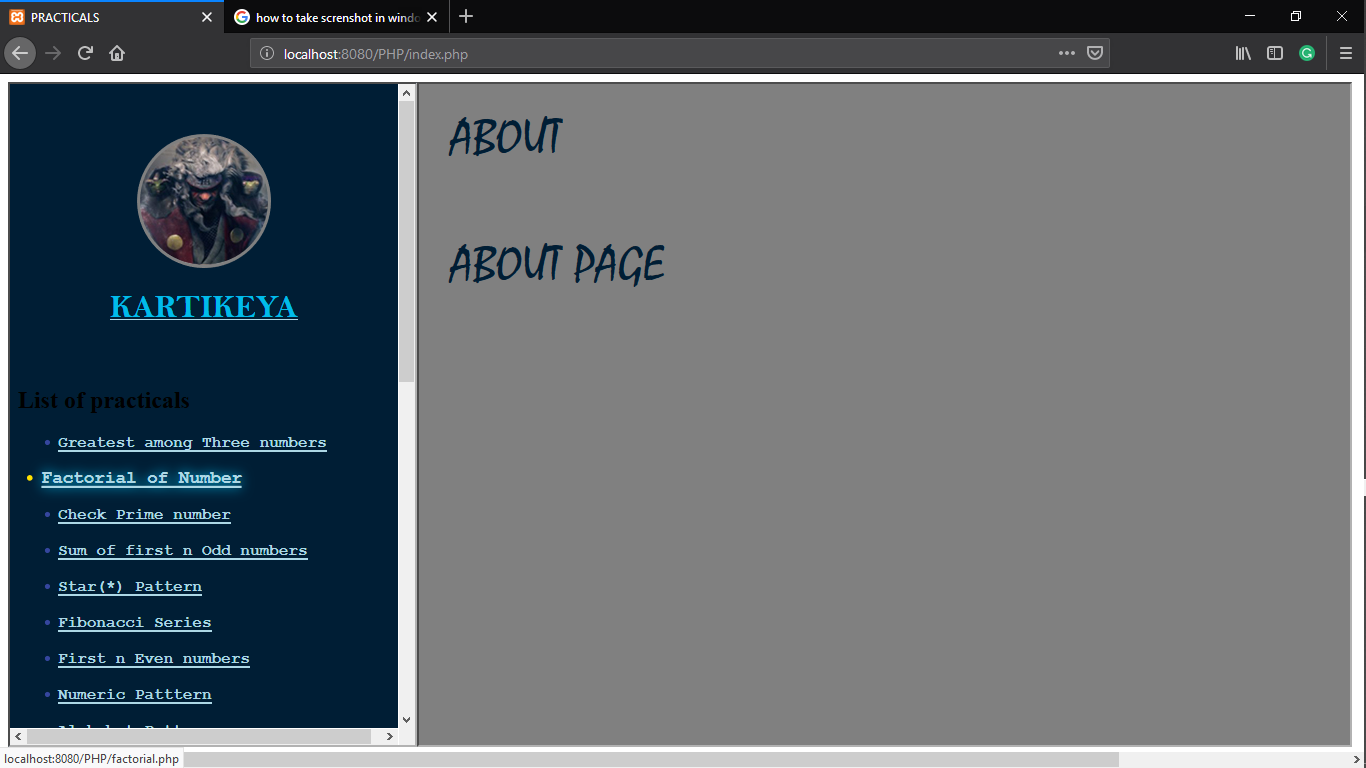 PRACTICALS
how to take screnshot in windo
localhost:8080/PHP/index.php
KARTIKEYA
List of practicals
Greatest among Three numbers
Factorial of Number
Check Prime number
Sum of first n Odd numbers
Star(*) Pattern
Fibonacci Series
First n Even numbers
Numeric Patttern
ABOUT
ABOUT PAGE
localhost:8080/PHP/factorial.php